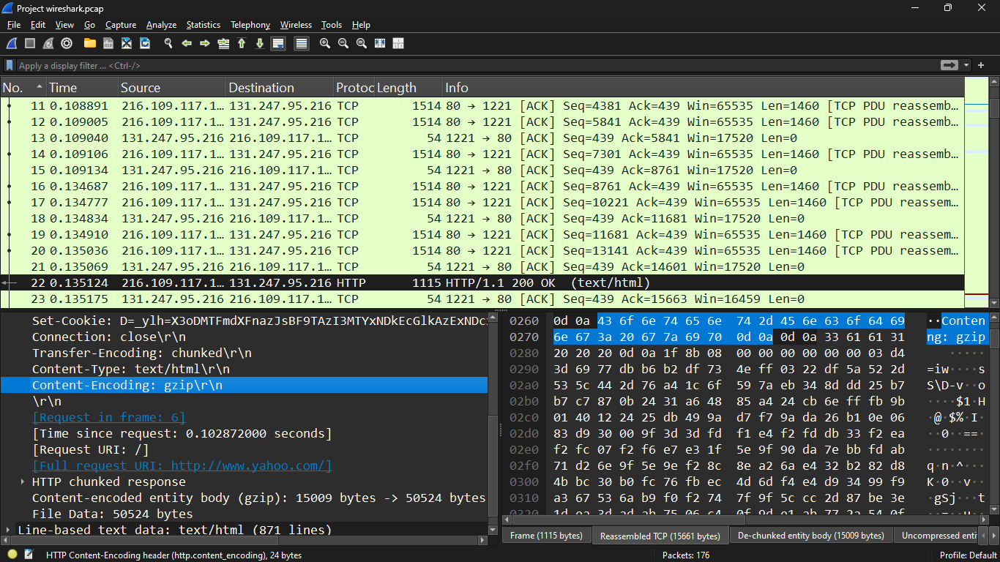 Project wireshark.pcap
File Edit View Go Capture Analyze Statistics Telephony Wireless Tools Help
Apply a display filter ... <Ctrl-/>
No. Time Source Destination Protoc Length Info
11 0.108891 216.109.117.1… 131.247.95.216 TCP 1514 80 → 1221 [ACK] Seq=4381 Ack=439 Win=65535 Len=1460 [TCP PDU reassemb…
12 0.109005 216.109.117.1… 131.247.95.216 TCP 1514 80 → 1221 [ACK] Seq=5841 Ack=439 Win=65535 Len=1460 [TCP PDU reassemb…
13 0.109040 131.247.95.216 216.109.117.1… TCP 54 1221 → 80 [ACK] Seq=439 Ack=5841 Win=17520 Len=0
14 0.109106 216.109.117.1… 131.247.95.216 TCP 1514 80 → 1221 [ACK] Seq=7301 Ack=439 Win=65535 Len=1460 [TCP PDU reassemb…
15 0.109134 131.247.95.216 216.109.117.1… TCP 54 1221 → 80 [ACK] Seq=439 Ack=8761 Win=17520 Len=0
16 0.134687 216.109.117.1… 131.247.95.216 TCP 1514 80 → 1221 [ACK] Seq=8761 Ack=439 Win=65535 Len=1460 [TCP PDU reassemb…
17 0.134777 216.109.117.1… 131.247.95.216 TCP 1514 80 → 1221 [ACK] Seq=10221 Ack=439 Win=65535 Len=1460 [TCP PDU reassem…
18 0.134834 131.247.95.216 216.109.117.1… TCP 54 1221 → 80 [ACK] Seq=439 Ack=11681 Win=17520 Len=0
19 0.134910 216.109.117.1… 131.247.95.216 TCP 1514 80 → 1221 [ACK] Seq=11681 Ack=439 Win=65535 Len=1460 [TCP PDU reassem…
20 0.135036 216.109.117.1… 131.247.95.216 TCP 1514 80 → 1221 [ACK] Seq=13141 Ack=439 Win=65535 Len=1460 [TCP PDU reassem…
21 0.135069 131.247.95.216 216.109.117.1… TCP 54 1221 → 80 [ACK] Seq=439 Ack=14601 Win=17520 Len=0
22 0.135124 216.109.117.1… 131.247.95.216 HTTP 1115 HTTP/1.1 200 OK (text/html)
23 0.135175 131.247.95.216 216.109.117.1… TCP 54 1221 → 80 [ACK] Seq=439 Ack=15663 Win=16459 Len=0
Set-Cookie: D=_ylh=X3oDMTFmdXFnazJsBF9TAzI3MTYxNDkEcGlkAzExNDc
Connection: close\r\n
Transfer-Encoding: chunked\r\n
Content-Type: text/html\r\n
Content-Encoding: gzip\r\n
\r\n
[Request in frame: 6]
[Time since request: 0.102872000 seconds]
[Request URI: /]
[Full request URI: http://www.yahoo.com/]
HTTP chunked response
Content-encoded entity body (gzip): 15009 bytes -> 50524 bytes
File Data: 50524 bytes
Line-based text data: text/html (871 lines)
0260 0d 0a 43 6f 6e 74 65 6e 74 2d 45 6e 63 6f 64 69 ··Conten
0270 6e 67 3a 20 67 7a 69 70 0d 0a 0d 0a 33 61 61 31 ng: gzip
0280 20 20 20 0d 0a 1f 8b 08 00 00 00 00 00 00 03 d4 ·····
0290 3d 69 77 db b6 b2 df 73 4e ff 03 22 df 5a 52 2d =iw····s
02a0 53 5c 44 2d 76 a4 1c 6f 59 7a eb 34 8d dd 25 b7 S\D-v··o
02b0 b7 c7 87 0b 24 31 a6 48 85 a4 24 cb 6e ff fb 9b ····$1·H
02c0 01 40 12 24 25 db 49 9a d7 f7 9a da 26 b1 0e 06 ·@·$%·I·
02d0 83 d9 30 00 9f 3d 3d fd f1 e4 f2 fd db 33 f2 ea ··0··==·
02e0 f2 fc 07 f2 f6 e7 e3 1f 5e 9f 90 da 7e bb fd ab ········
02f0 71 d2 6e 9f 5e 9e f2 8c 8e a2 6a e4 32 b2 82 d8 q·n·^···
0300 4b bc 30 b0 fc 76 fb ec 4d 6d f4 e4 d9 34 99 f9 K·0··v··
0310 a3 67 53 6a b9 f0 f2 74 7f 9f 5c cc 2d 87 be 3e ·gSj···t
Frame (1115 bytes) Reassembled TCP (15661 bytes) De-chunked entity body (15009 bytes) Uncompressed enti
HTTP Content-Encoding header (http.content_encoding), 24 bytes Packets: 176 Profile: Default